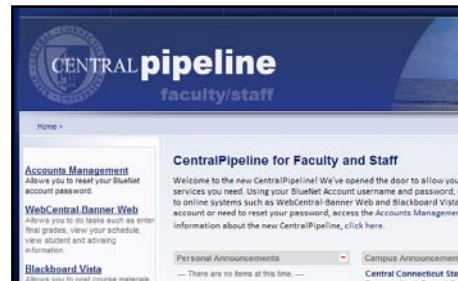 CENTRAL pipeline
faculty/staff
Home >
Accounts Management
Allows you to reset your BlueNet
account password.
WebCentral-Banner Web
Allows you to do tasks such as enter
final grades, view your schedule,
view student and advising
information.
Blackboard Vista
Allows you to post course materials,
CentralPipeline for Faculty and Staff
Welcome to the new CentralPipeline! We've opened the door to allow you
services you need. Using your BlueNet Account username and password,
to online systems such as WebCentral-Banner Web and Blackboard Vista
account or need to reset your password, access the Accounts Managemen
information about the new CentralPipeline, click here.
Personal Announcements
--- There are no items at this time. ---
Campus Announcement
Central Connecticut Sta